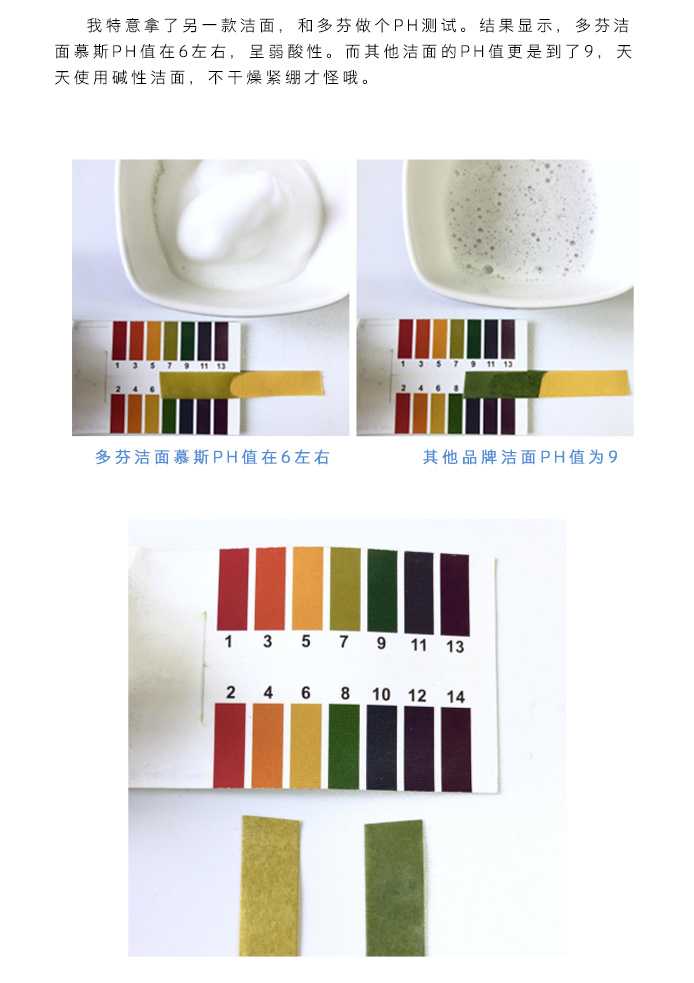 我特意拿了另一款洁面，和多芬做个PH测试。结果显示，多芬洁
面慕斯PH值在6左右，呈弱酸性。而其他洁面的PH值更是到了9，天
天使用碱性洁面，不干燥紧绷才怪哦。
1 3 5 7 9 11 13
2 4 6
1 3 5 7 9 11 13
2 4 6 8
多芬洁面慕斯PH值在6左右
其他品牌洁面PH值为9
1 3 5 7 9 11 13
2 4 6 8 10 12 14